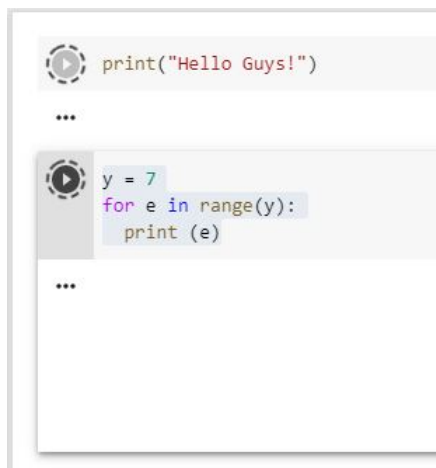 print("Hello Guys!")
...
y = 7
for e in range(y):
  print (e)
...